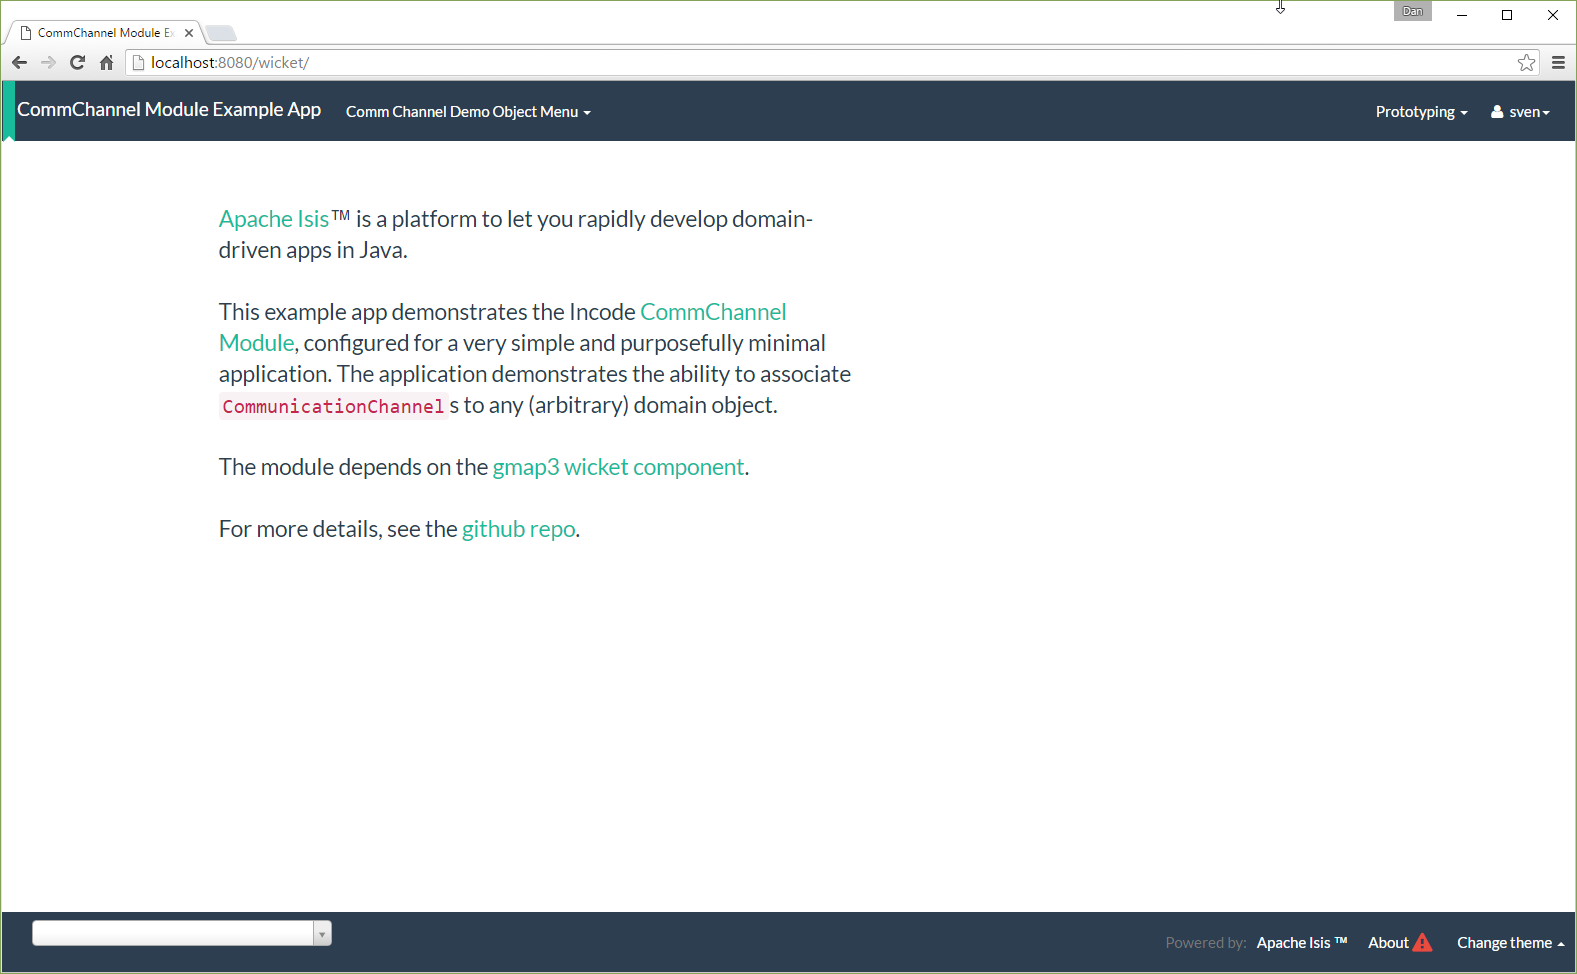 Dan
CommChannel Module Ex
localhost:8080/wicket/
CommChannel Module Example App Comm Channel Demo Object Menu Prototyping sven
Apache Isis™ is a platform to let you rapidly develop domain-
driven apps in Java.
This example app demonstrates the Incode CommChannel
Module, configured for a very simple and purposefully minimal
application. The application demonstrates the ability to associate
CommunicationChannel s to any (arbitrary) domain object.
The module depends on the gmap3 wicket component.
For more details, see the github repo.
Powered by: Apache Isis ™ About Change theme